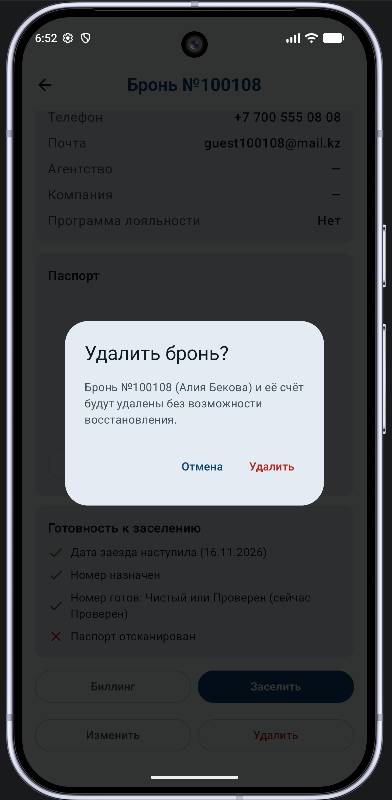 6:52
Бронь №100108
Телефон +7 700 555 08 08
Почта guest100108@mail.kz
Агентство —
Компания —
Программа лояльности Нет
Паспорт
Удалить бронь?
Бронь №100108 (Алия Бекова) и её счёт
будут удалены без возможности
восстановления.
Отмена Удалить
Готовность к заселению
Дата заезда наступила (16.11.2026)
Номер назначен
Номер готов: Чистый или Проверен (сейчас
Проверен)
Паспорт отсканирован
Биллинг Заселить
Изменить Удалить